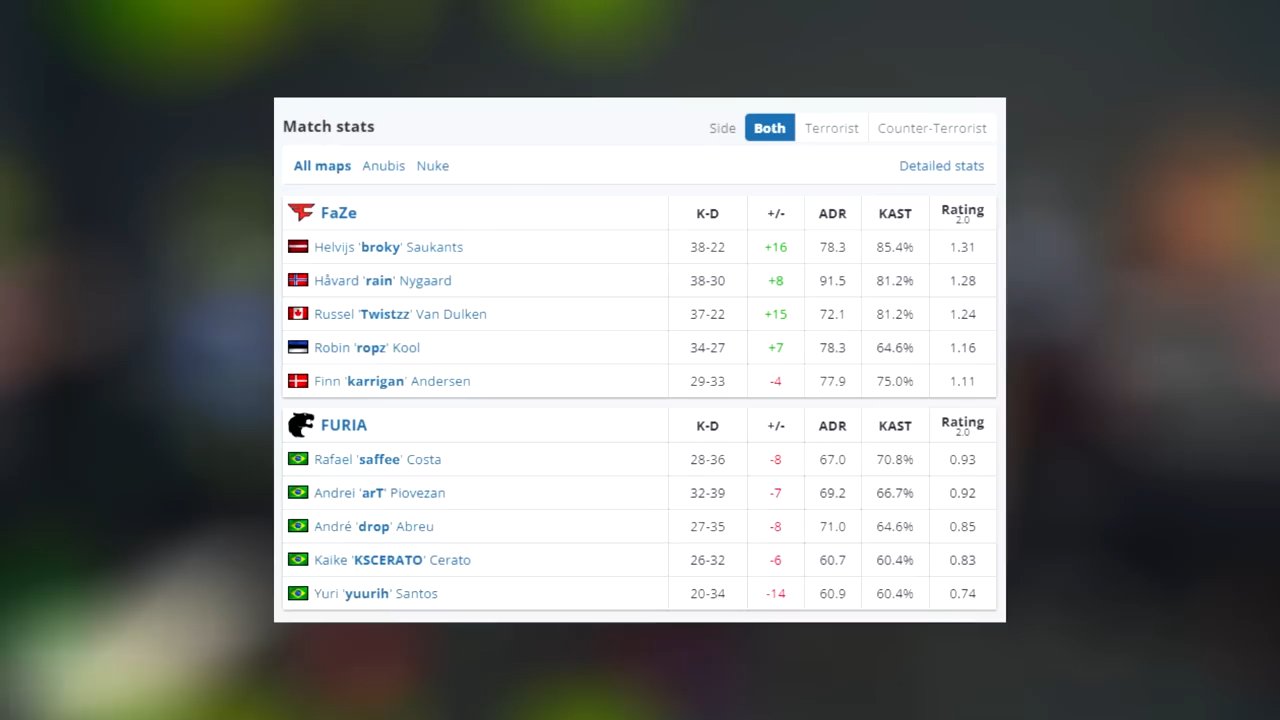 Match stats Side Both Terrorist Counter-Terrorist
All maps Anubis Nuke Detailed stats
FaZe K-D +/- ADR KAST Rating 2.0
Helvijs 'broky' Saukants 38-22 +16 78.3 85.4% 1.31
Håvard 'rain' Nygaard 38-30 +8 91.5 81.2% 1.28
Russel 'Twistzz' Van Dulken 37-22 +15 72.1 81.2% 1.24
Robin 'ropz' Kool 34-27 +7 78.3 64.6% 1.16
Finn 'karrigan' Andersen 29-33 -4 77.9 75.0% 1.11
FURIA K-D +/- ADR KAST Rating 2.0
Rafael 'saffee' Costa 28-36 -8 67.0 70.8% 0.93
Andrei 'arT' Piovezan 32-39 -7 69.2 66.7% 0.92
André 'drop' Abreu 27-35 -8 71.0 64.6% 0.85
Kaike 'KSCERATO' Cerato 26-32 -6 60.7 60.4% 0.83
Yuri 'yuurih' Santos 20-34 -14 60.9 60.4% 0.74